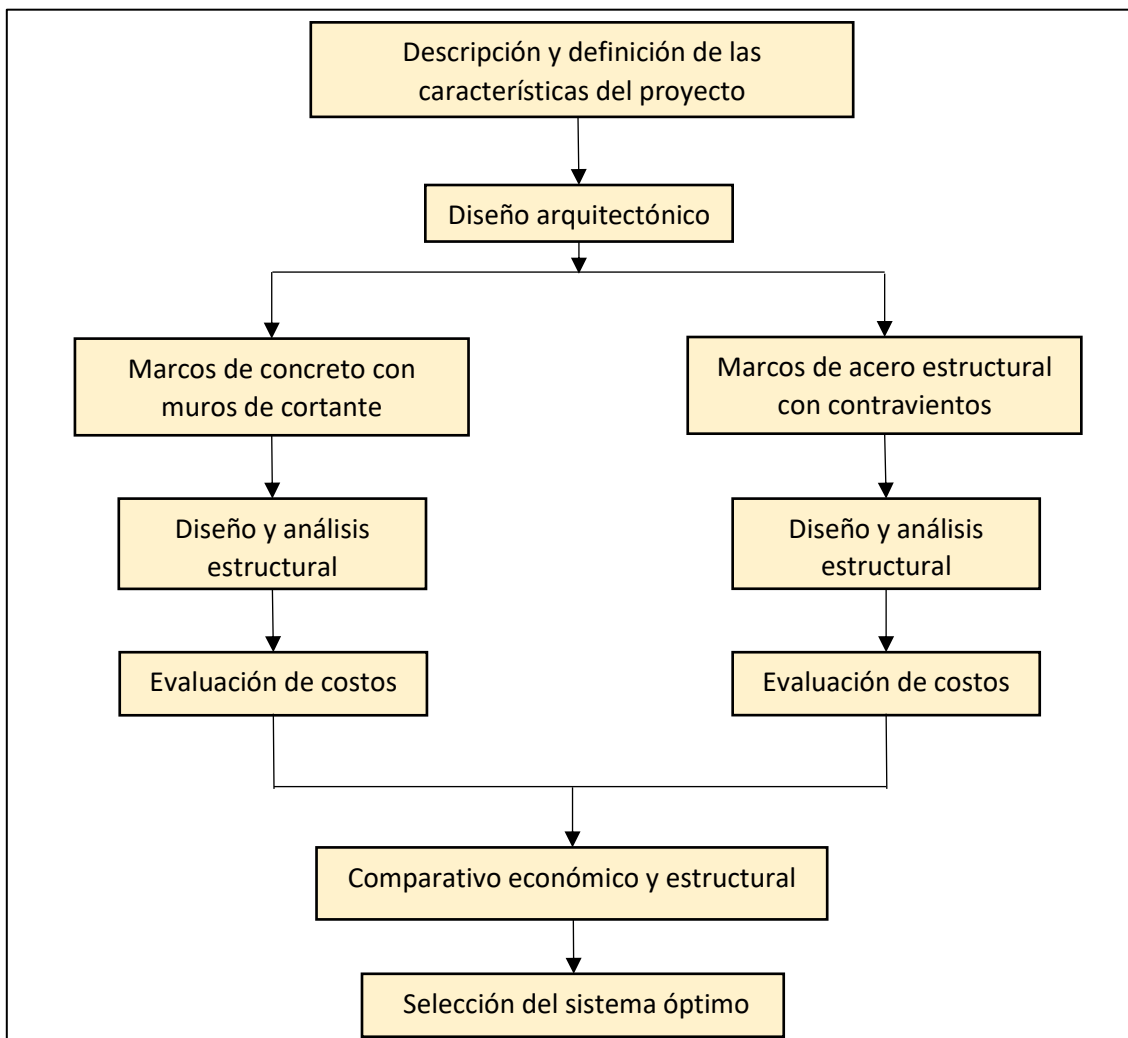 Descripción y definición de las
características del proyecto
Diseño arquitectónico
Marcos de concreto con
muros de cortante
Marcos de acero estructural
con contravientos
Diseño y análisis
estructural
Diseño y análisis
estructural
Evaluación de costos
Evaluación de costos
Comparativo económico y estructural
Selección del sistema óptimo